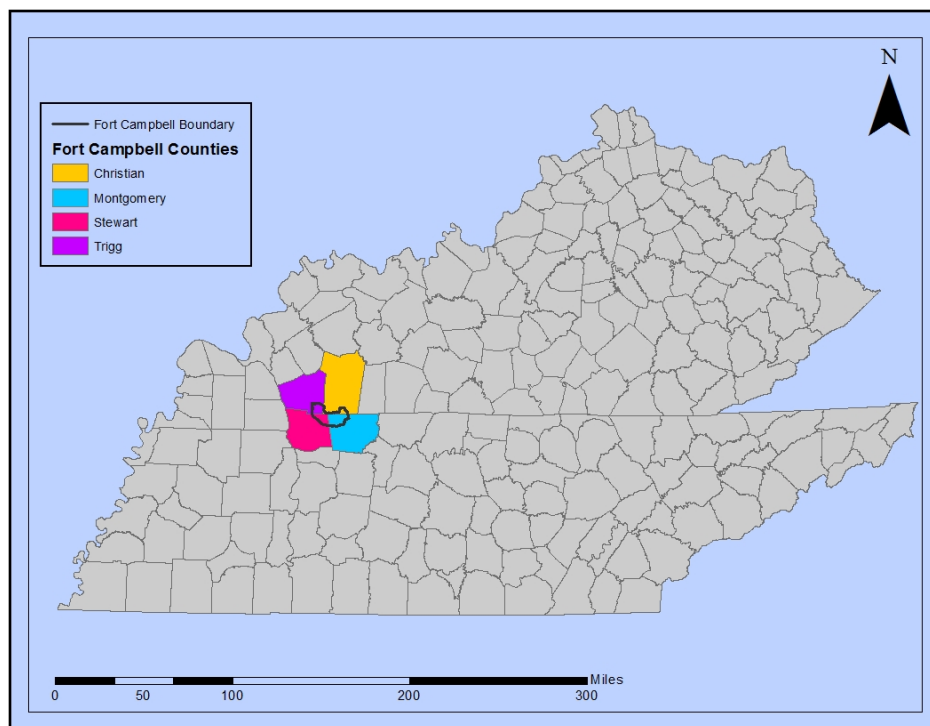 N
Fort Campbell Boundary
Fort Campbell Counties
Christian
Montgomery
Stewart
Trigg
Miles
0 50 100 200 300